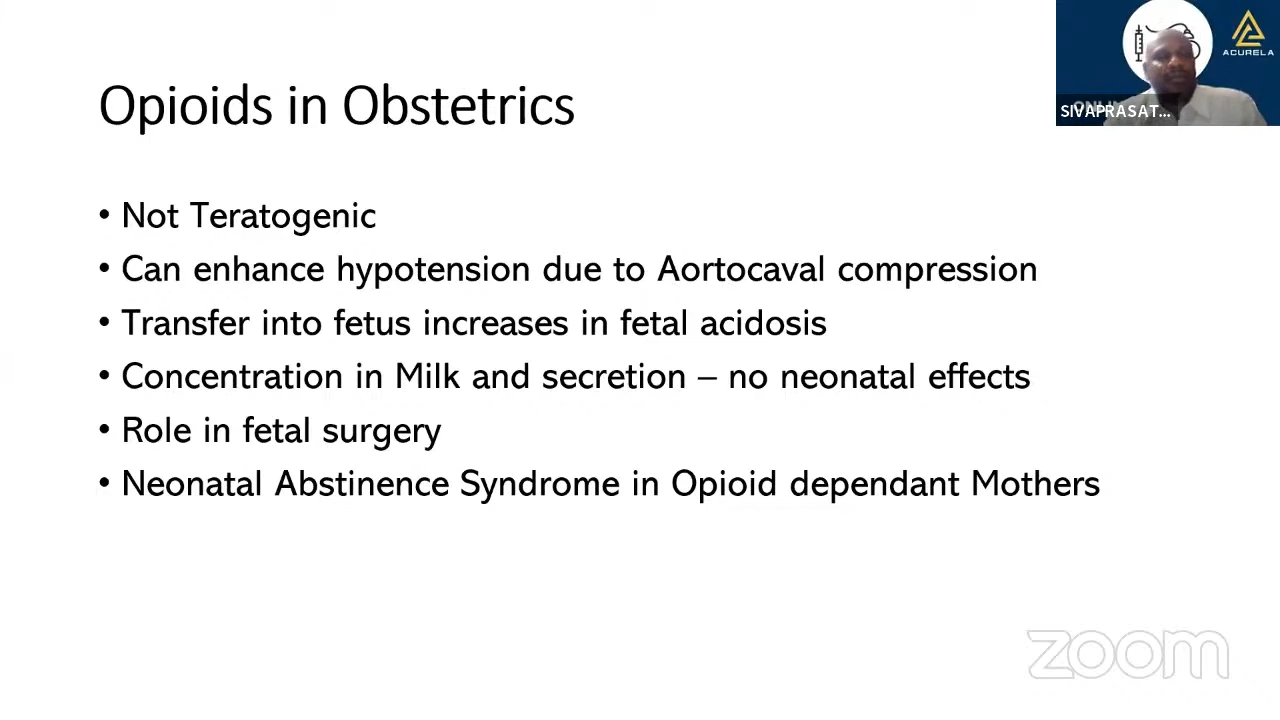 ACURELA
SIVAPRASAT...
Opioids in Obstetrics
• Not Teratogenic
• Can enhance hypotension due to Aortocaval compression
• Transfer into fetus increases in fetal acidosis
• Concentration in Milk and secretion – no neonatal effects
• Role in fetal surgery
• Neonatal Abstinence Syndrome in Opioid dependant Mothers
zoom